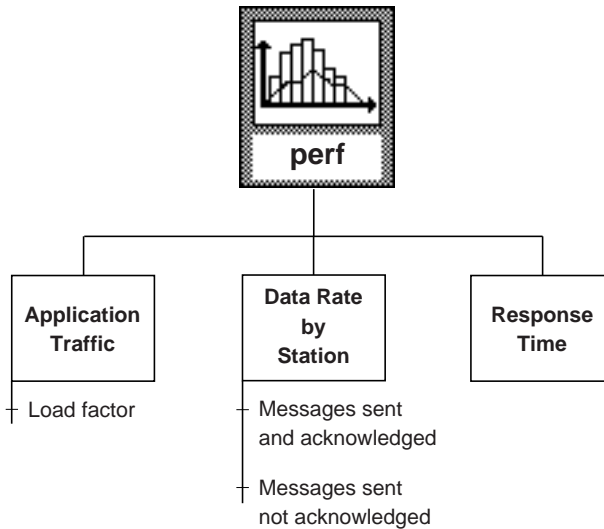 perf
Application
Traffic
Load factor
Data Rate
by
Station
Messages sent
and acknowledged
Messages sent
not acknowledged
Response
Time